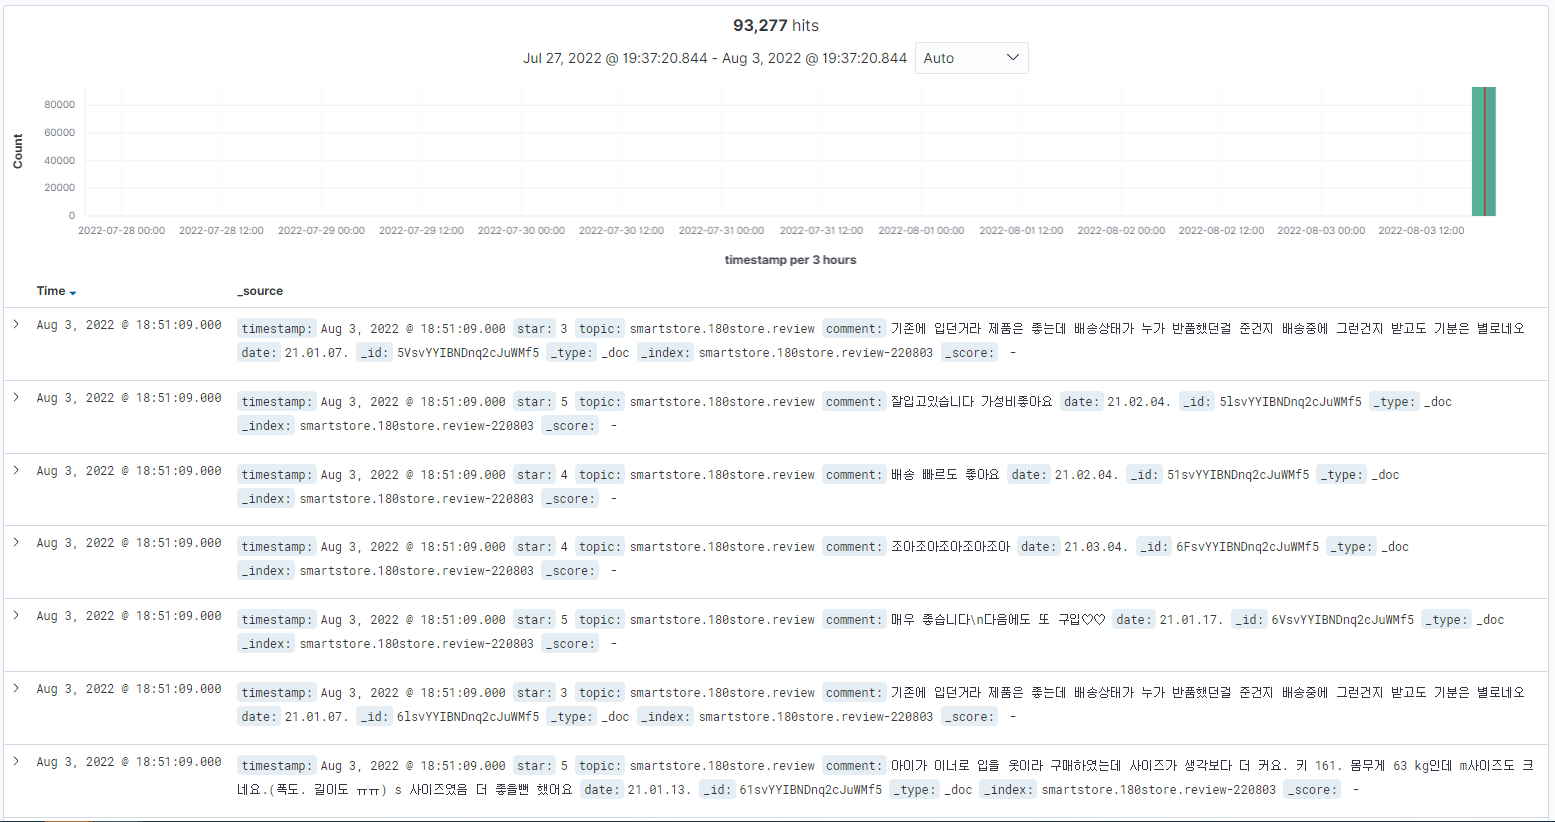 93,277 hits
Jul 27, 2022 @ 19:37:20.844 - Aug 3, 2022 @ 19:37:20.844 Auto
80000
60000
40000
20000
0
Count
2022-07-28 00:00 2022-07-28 12:00 2022-07-29 00:00 2022-07-29 12:00 2022-07-30 00:00 2022-07-30 12:00 2022-07-31 00:00 2022-07-31 12:00 2022-08-01 00:00 2022-08-01 12:00 2022-08-02 00:00 2022-08-02 12:00 2022-08-03 00:00 2022-08-03 12:00
timestamp per 3 hours
Time _source
Aug 3, 2022 @ 18:51:09.000 timestamp: Aug 3, 2022 @ 18:51:09.000 star: 3 topic: smartstore.180store.review comment: 기존에 입던거라 제품은 좋는데 배송상태가 누가 반품했던걸 준건지 배송중에 그런건지 받고도 기분은 별로네오
date: 21.01.07. _id: 5VsvYYIBNDnq2cJuWMf5 _type: _doc _index: smartstore.180store.review-220803 _score: -
Aug 3, 2022 @ 18:51:09.000 timestamp: Aug 3, 2022 @ 18:51:09.000 star: 5 topic: smartstore.180store.review comment: 잘입고있습니다 가성비좋아요 date: 21.02.04. _id: 5lsvYYIBNDnq2cJuWMf5 _type: _doc
_index: smartstore.180store.review-220803 _score: -
Aug 3, 2022 @ 18:51:09.000 timestamp: Aug 3, 2022 @ 18:51:09.000 star: 4 topic: smartstore.180store.review comment: 배송 빠르도 좋아요 date: 21.02.04. _id: 51svYYIBNDnq2cJuWMf5 _type: _doc
_index: smartstore.180store.review-220803 _score: -
Aug 3, 2022 @ 18:51:09.000 timestamp: Aug 3, 2022 @ 18:51:09.000 star: 4 topic: smartstore.180store.review comment: 조아조아조아조아조아 date: 21.03.04. _id: 6FsvYYIBNDnq2cJuWMf5 _type: _doc
_index: smartstore.180store.review-220803 _score: -
Aug 3, 2022 @ 18:51:09.000 timestamp: Aug 3, 2022 @ 18:51:09.000 star: 5 topic: smartstore.180store.review comment: 매우 좋습니다\n다음에도 또 구입♡♡ date: 21.01.17. _id: 6VsvYYIBNDnq2cJuWMf5 _type: _doc
_index: smartstore.180store.review-220803 _score: -
Aug 3, 2022 @ 18:51:09.000 timestamp: Aug 3, 2022 @ 18:51:09.000 star: 3 topic: smartstore.180store.review comment: 기존에 입던거라 제품은 좋는데 배송상태가 누가 반품했던걸 준건지 배송중에 그런건지 받고도 기분은 별로네오
date: 21.01.07. _id: 6lsvYYIBNDnq2cJuWMf5 _type: _doc _index: smartstore.180store.review-220803 _score: -
Aug 3, 2022 @ 18:51:09.000 timestamp: Aug 3, 2022 @ 18:51:09.000 star: 5 topic: smartstore.180store.review comment: 아이가 이너로 입을 옷이라 구매하였는데 사이즈가 생각보다 더 커요. 키 161. 몸무게 63 kg인데 m사이즈도 크
네요.(폭도. 길이도 ㅠㅠ) s 사이즈였음 더 좋을뻔 했어요 date: 21.01.13. _id: 61svYYIBNDnq2cJuWMf5 _type: _doc _index: smartstore.180store.review-220803 _score: -